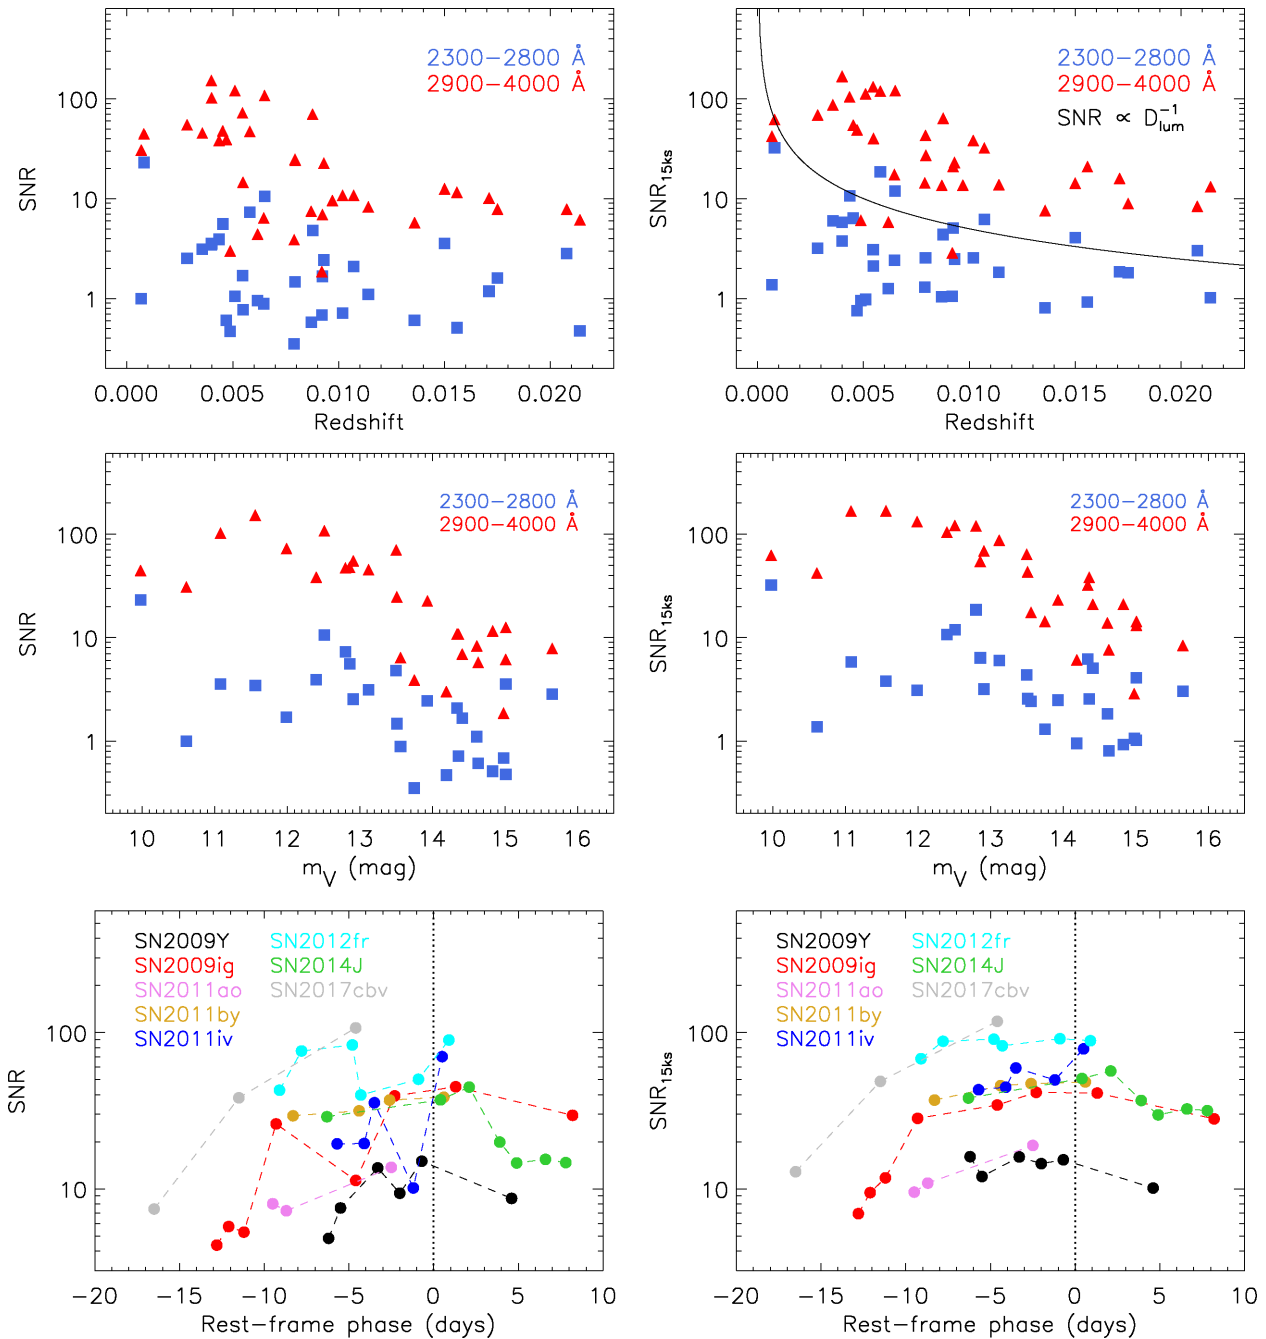 2300−2800 Å
2900−4000 Å
100
10
1
SNR
0.000 0.005 0.010 0.015 0.020
Redshift
2300−2800 Å
2900−4000 Å
SNR ∝ D_lum^−1
100
10
1
SNR_15ks
0.000 0.005 0.010 0.015 0.020
Redshift
2300−2800 Å
2900−4000 Å
100
10
1
SNR
10 11 12 13 14 15 16
m_V (mag)
2300−2800 Å
2900−4000 Å
100
10
1
SNR_15ks
10 11 12 13 14 15 16
m_V (mag)
SN2009Y SN2012fr
SN2009ig SN2014J
SN2011ao SN2017cbv
SN2011by
SN2011iv
100
10
SNR
−20 −15 −10 −5 0 5 10
Rest−frame phase (days)
SN2009Y SN2012fr
SN2009ig SN2014J
SN2011ao SN2017cbv
SN2011by
SN2011iv
100
10
SNR_15ks
−20 −15 −10 −5 0 5 10
Rest−frame phase (days)